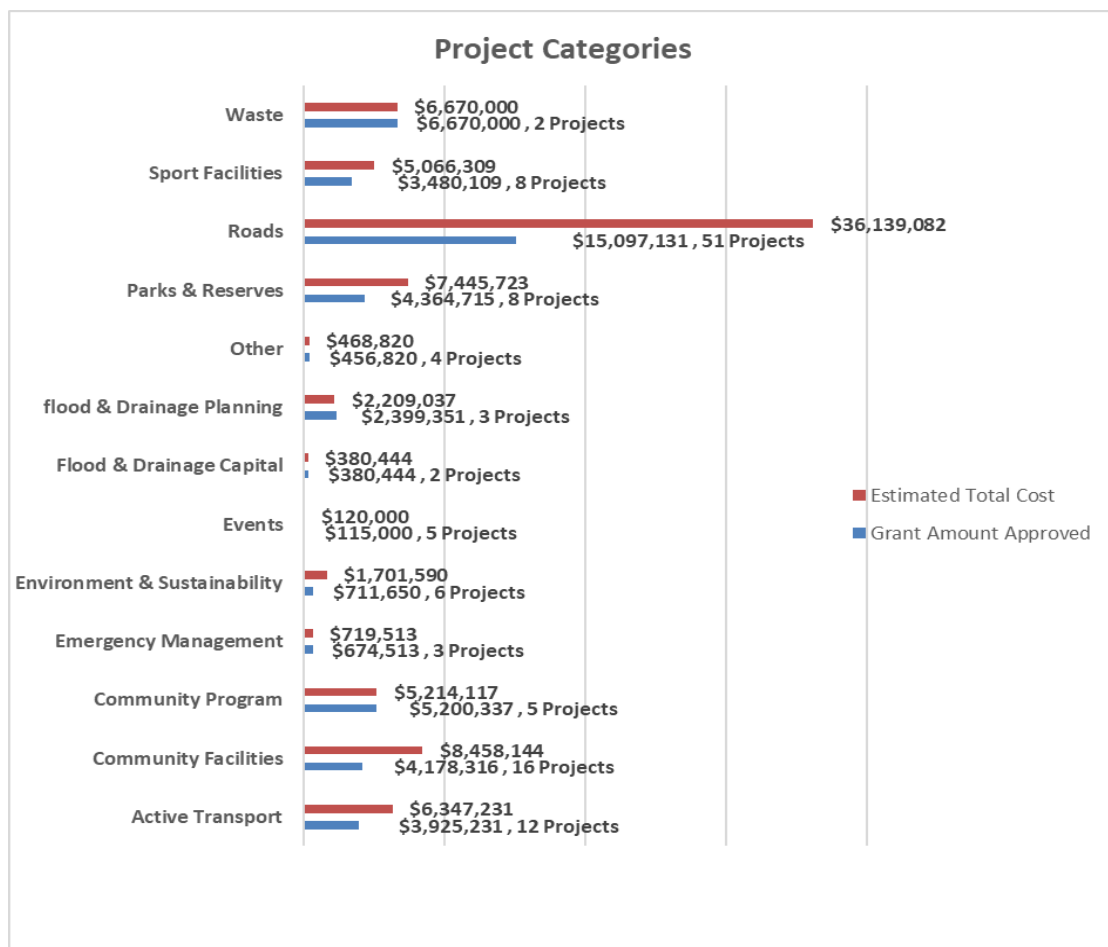 Project Categories
Waste
$6,670,000
$6,670,000 , 2 Projects
Sport Facilities
$5,066,309
$3,480,109 , 8 Projects
Roads
$36,139,082
$15,097,131 , 51 Projects
Parks & Reserves
$7,445,723
$4,364,715 , 8 Projects
Other
$468,820
$456,820 , 4 Projects
flood & Drainage Planning
$2,209,037
$2,399,351 , 3 Projects
Flood & Drainage Capital
$380,444
$380,444 , 2 Projects
Events
$120,000
$115,000 , 5 Projects
Environment & Sustainability
$1,701,590
$711,650 , 6 Projects
Emergency Management
$719,513
$674,513 , 3 Projects
Community Program
$5,214,117
$5,200,337 , 5 Projects
Community Facilities
$8,458,144
$4,178,316 , 16 Projects
Active Transport
$6,347,231
$3,925,231 , 12 Projects
Estimated Total Cost
Grant Amount Approved